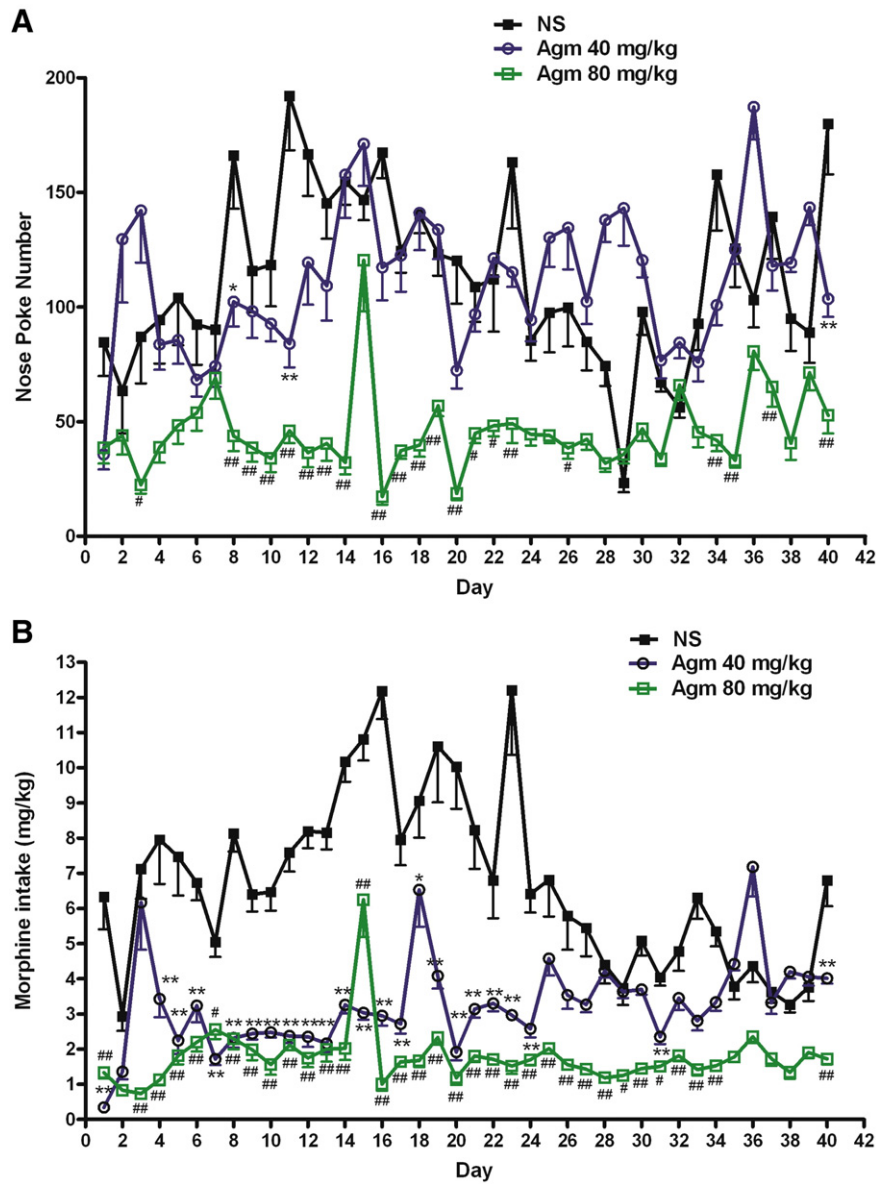 A
NS
Agm 40 mg/kg
Agm 80 mg/kg
200
150
100
50
0
Nose Poke Number
* ** **
# ## ## ## ## ## ## ## ## ## ## ## ## # # ## # ## ## # ##
0 2 4 6 8 10 12 14 16 18 20 22 24 26 28 30 32 34 36 38 40 42
Day
B
NS
Agm 40 mg/kg
Agm 80 mg/kg
13
12
11
10
9
8
7
6
5
4
3
2
1
0
Morphine intake (mg/kg)
0 2 4 6 8 10 12 14 16 18 20 22 24 26 28 30 32 34 36 38 40 42
Day